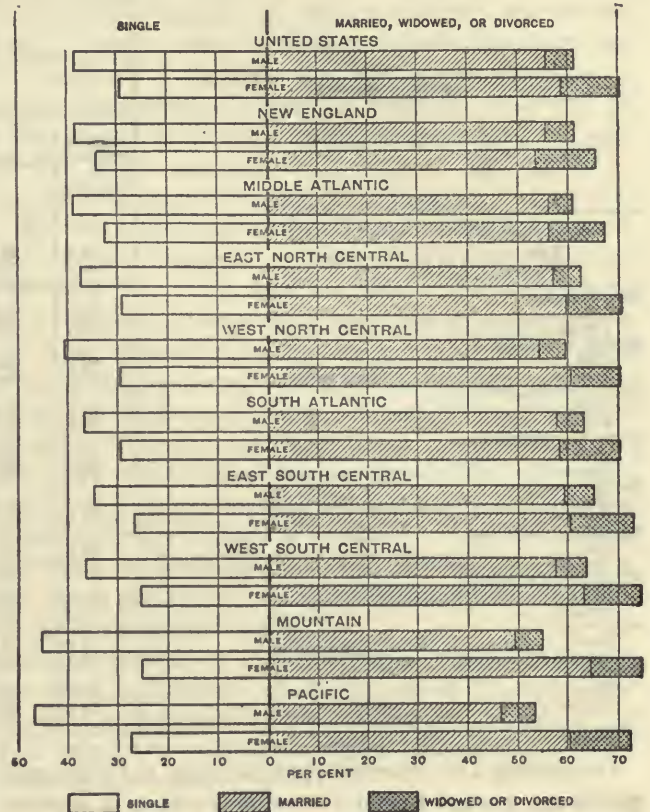 SINGLE MARRIED, WIDOWED, OR DIVORCED
UNITED STATES
MALE
FEMALE
NEW ENGLAND
MALE
FEMALE
MIDDLE ATLANTIC
MALE
FEMALE
EAST NORTH CENTRAL
MALE
FEMALE
WEST NORTH CENTRAL
MALE
FEMALE
SOUTH ATLANTIC
MALE
FEMALE
EAST SOUTH CENTRAL
MALE
FEMALE
WEST SOUTH CENTRAL
MALE
FEMALE
MOUNTAIN
MALE
FEMALE
PACIFIC
MALE
FEMALE
50 40 30 20 10 0 10 20 30 40 50 60 70
PER CENT
SINGLE MARRIED WIDOWED OR DIVORCED